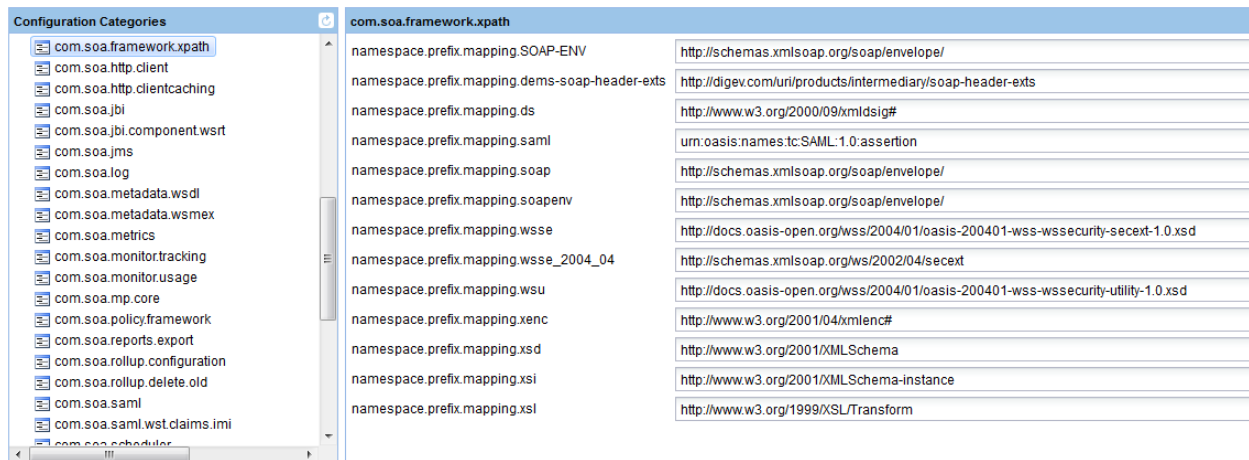 Configuration Categories
com.soa.framework.xpath
com.soa.http.client
com.soa.http.clientcaching
com.soa.jbi
com.soa.jbi.component.wsrt
com.soa.jms
com.soa.log
com.soa.metadata.wsdl
com.soa.metadata.wsmex
com.soa.metrics
com.soa.monitor.tracking
com.soa.monitor.usage
com.soa.mp.core
com.soa.policy.framework
com.soa.reports.export
com.soa.rollup.configuration
com.soa.rollup.delete.old
com.soa.saml
com.soa.saml.wst.claims.imi
com.soa.scheduler
com.soa.framework.xpath
namespace.prefix.mapping.SOAP-ENV http://schemas.xmlsoap.org/soap/envelope/
namespace.prefix.mapping.dems-soap-header-exts http://digev.com/uri/products/intermediary/soap-header-exts
namespace.prefix.mapping.ds http://www.w3.org/2000/09/xmldsig#
namespace.prefix.mapping.saml urn:oasis:names:tc:SAML:1.0:assertion
namespace.prefix.mapping.soap http://schemas.xmlsoap.org/soap/envelope/
namespace.prefix.mapping.soapenv http://schemas.xmlsoap.org/soap/envelope/
namespace.prefix.mapping.wsse http://docs.oasis-open.org/wss/2004/01/oasis-200401-wss-wssecurity-secext-1.0.xsd
namespace.prefix.mapping.wsse_2004_04 http://schemas.xmlsoap.org/ws/2002/04/secext
namespace.prefix.mapping.wsu http://docs.oasis-open.org/wss/2004/01/oasis-200401-wss-wssecurity-utility-1.0.xsd
namespace.prefix.mapping.xenc http://www.w3.org/2001/04/xmlenc#
namespace.prefix.mapping.xsd http://www.w3.org/2001/XMLSchema
namespace.prefix.mapping.xsi http://www.w3.org/2001/XMLSchema-instance
namespace.prefix.mapping.xsl http://www.w3.org/1999/XSL/Transform